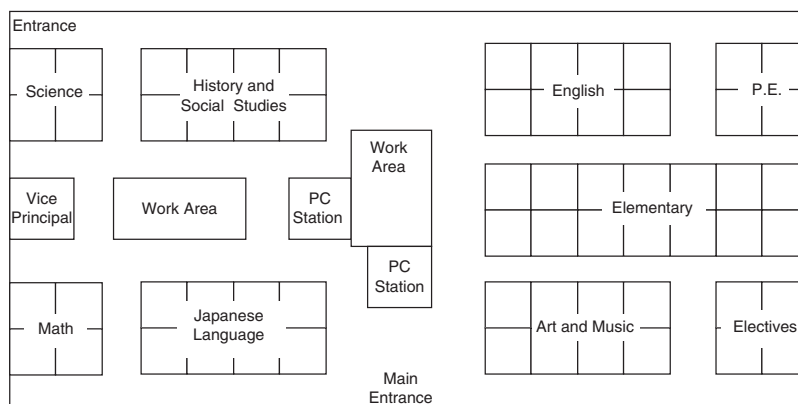 Entrance
Science
History and
Social Studies
English
P.E.
Work
Area
Vice
Principal
Work Area
PC
Station
Elementary
PC
Station
Math
Japanese
Language
Art and Music
Electives
Main
Entrance